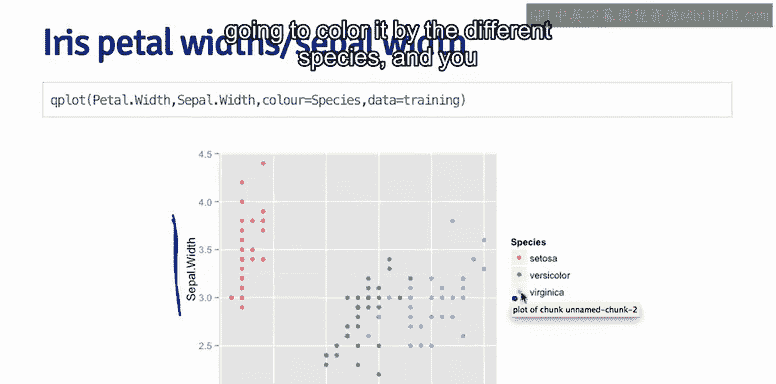 going to color it by the different
species, and you
Iris petal widths/sepal width
qplot(Petal.Width,Sepal.Width,colour=Species,data=training)
4.5
4.0
3.5
3.0
2.5
Sepal.Width
Species
setosa
versicolor
virginica
plot of chunk unnamed-chunk-2